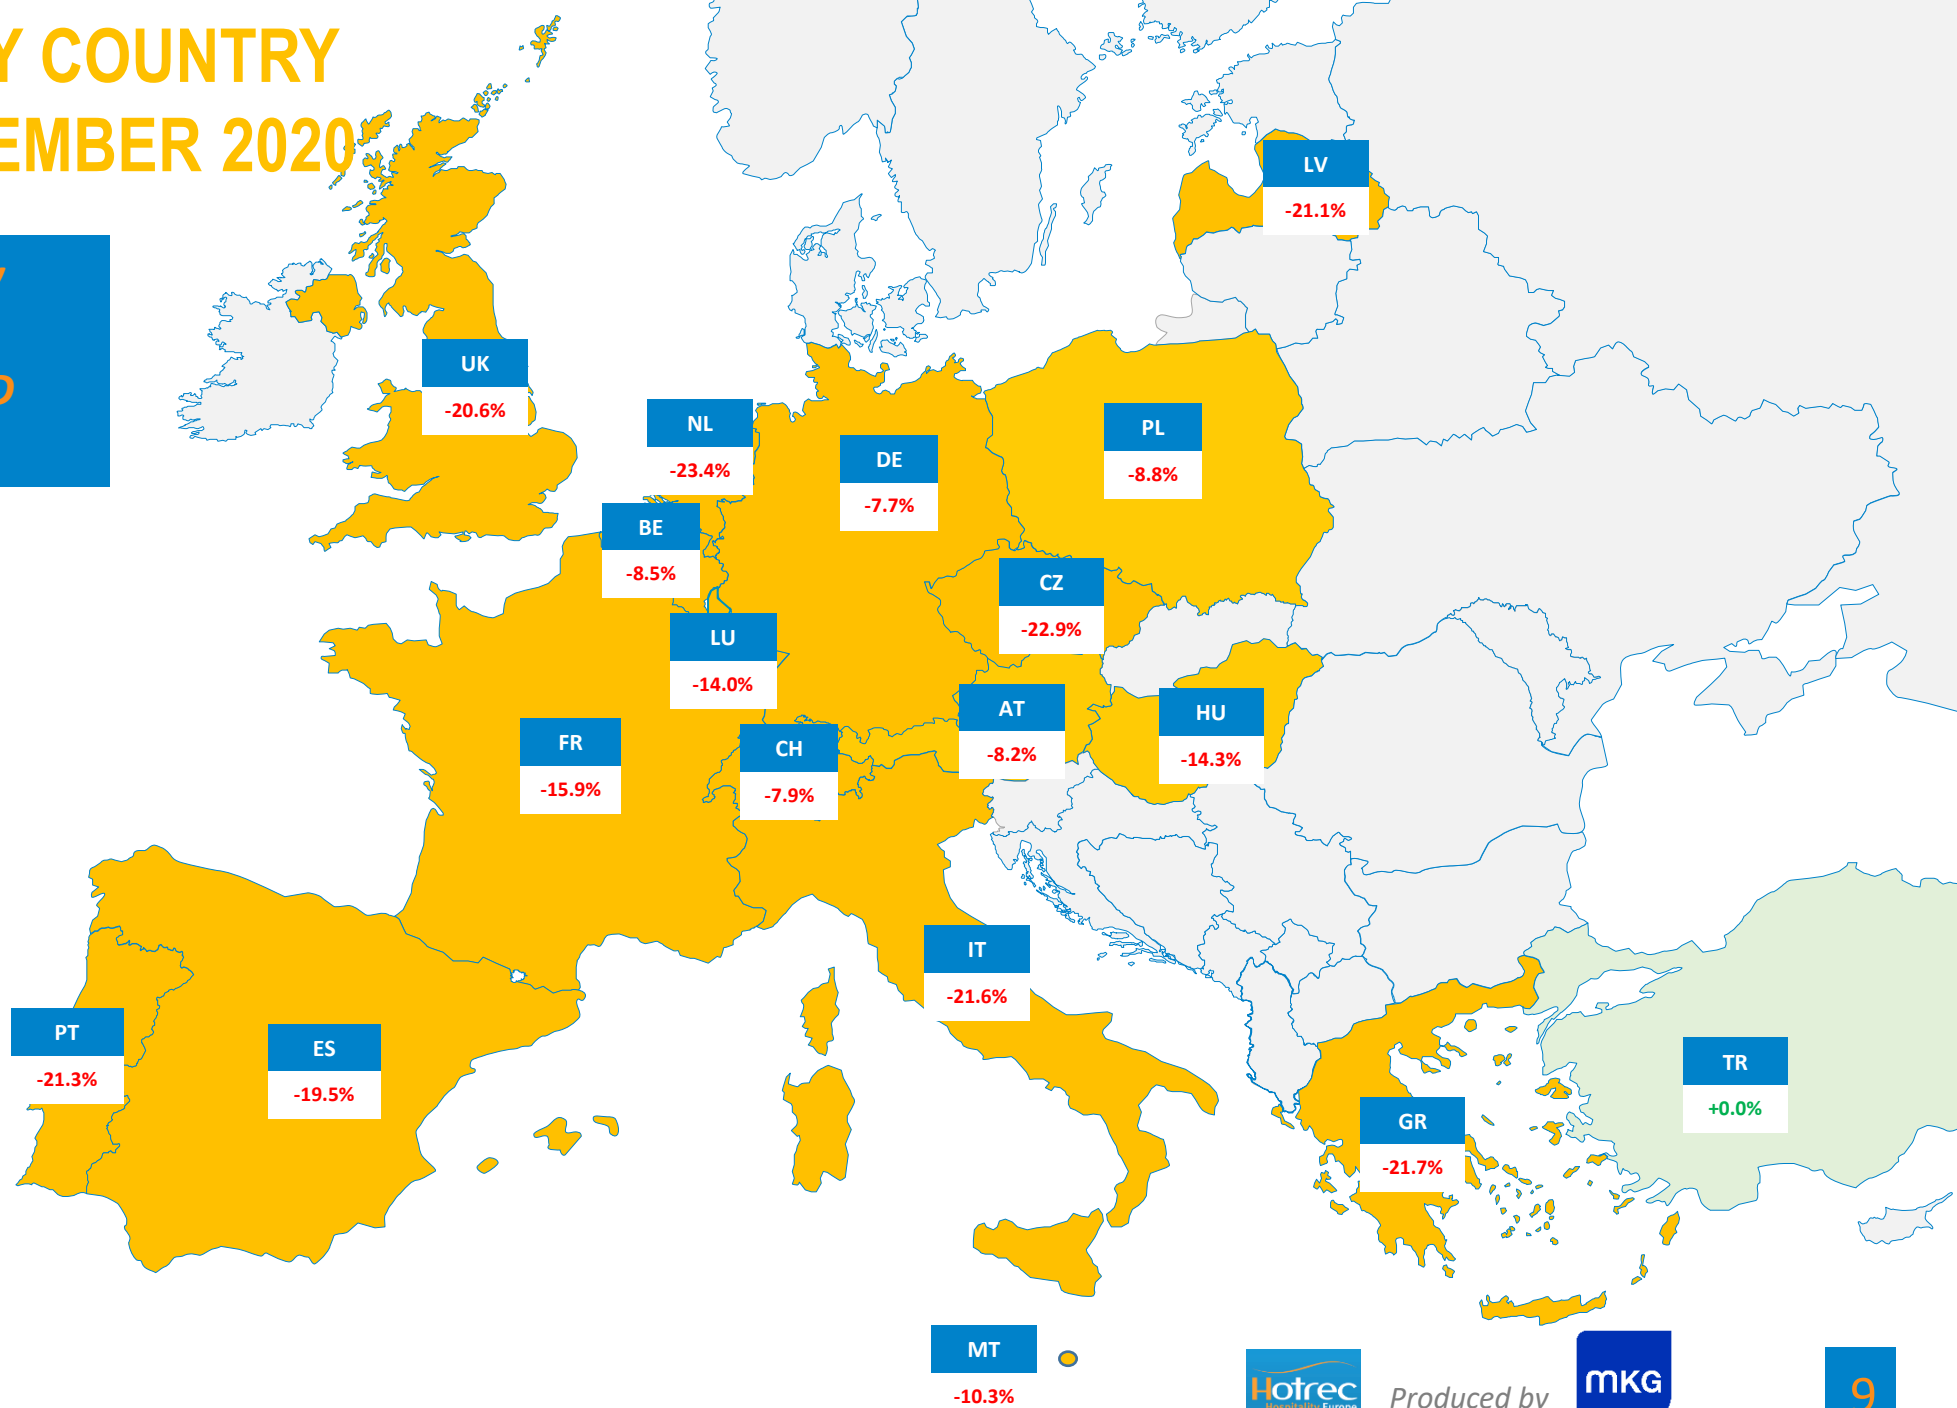 Y COUNTRY
EMBER 2020
LV
-21.1%
UK
-20.6%
NL
-23.4%
PL
-8.8%
DE
-7.7%
BE
-8.5%
CZ
-22.9%
LU
-14.0%
AT
-8.2%
HU
-14.3%
FR
-15.9%
CH
-7.9%
IT
-21.6%
PT
-21.3%
ES
-19.5%
TR
+0.0%
GR
-21.7%
MT
-10.3%
Hotrec
Hospitality Europe
Produced by
MKG
9